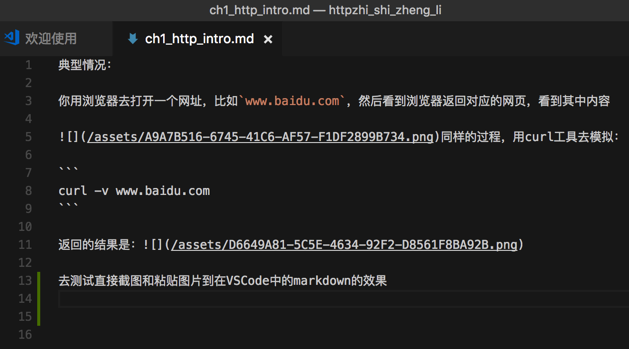 ch1_http_intro.md — httpzhi_shi_zheng_li
欢迎使用
ch1_http_intro.md ×
1 典型情况：
2
3 你用浏览器去打开一个网址，比如`www.baidu.com`，然后看到浏览器返回对应的网页，看到其中内容
4
5 ![](/assets/A9A7B516-6745-41C6-AF57-F1DF2899B734.png)同样的过程，用curl工具去模拟：
6
7 ```
8 curl -v www.baidu.com
9 ```
10
11 返回的结果是：![](/assets/D6649A81-5C5E-4634-92F2-D8561F8BA92B.png)
12
13 去测试直接截图和粘贴图片到在VSCode中的markdown的效果
14
15
16